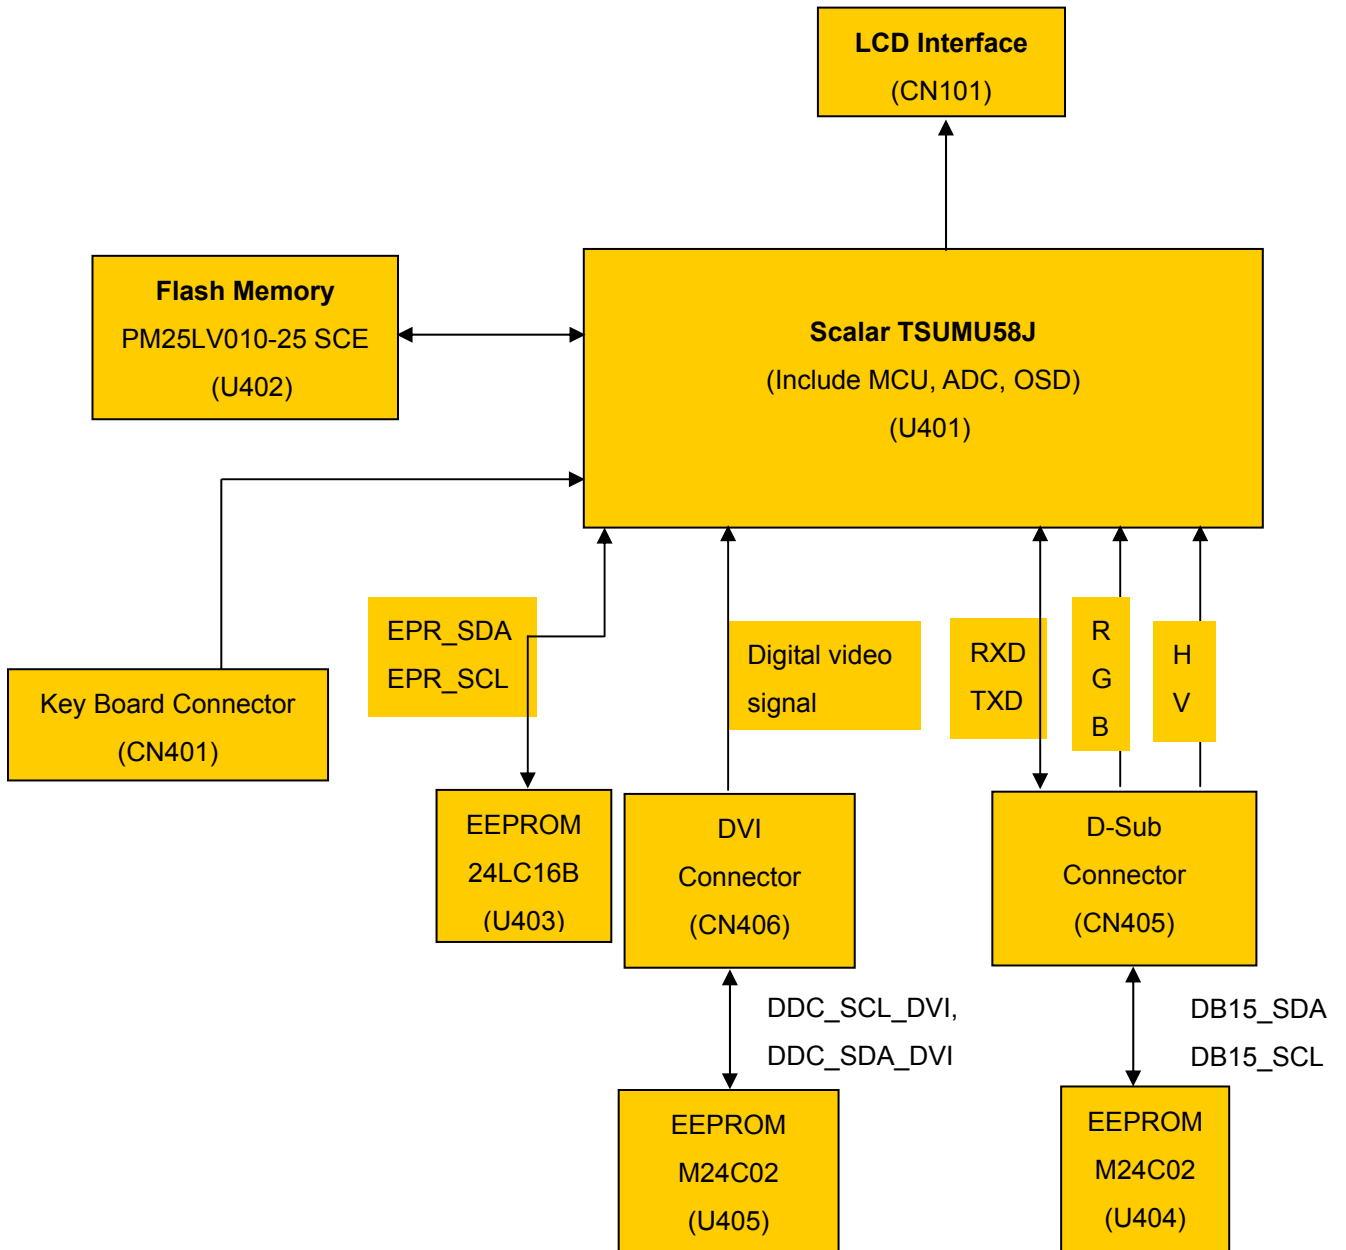 LCD Interface
(CN101)
Flash Memory
PM25LV010-25 SCE
(U402)
Scalar TSUMU58J
(Include MCU, ADC, OSD)
(U401)
EPR_SDA
EPR_SCL
Digital video
signal
RXD
TXD
R
G
B
H
V
Key Board Connector
(CN401)
EEPROM
24LC16B
(U403)
DVI
Connector
(CN406)
D-Sub
Connector
(CN405)
DDC_SCL_DVI,
DDC_SDA_DVI
DB15_SDA
DB15_SCL
EEPROM
M24C02
(U405)
EEPROM
M24C02
(U404)